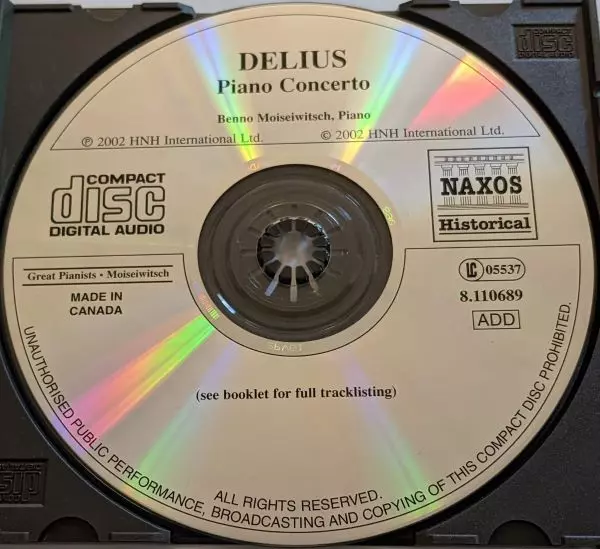 DELIUS
Piano Concerto
Benno Moiseiwitsch, Piano
℗ 2002 HNH International Ltd.
© 2002 HNH International Ltd.
COMPACT
disc
DIGITAL AUDIO
NAXOS
Historical
Great Pianists • Moiseiwitsch
MADE IN
CANADA
LC 05537
8.110689
ADD
(see booklet for full tracklisting)
ALL RIGHTS RESERVED.
UNAUTHORISED PUBLIC PERFORMANCE, BROADCASTING AND COPYING OF THIS COMPACT DISC PROHIBITED.
disc